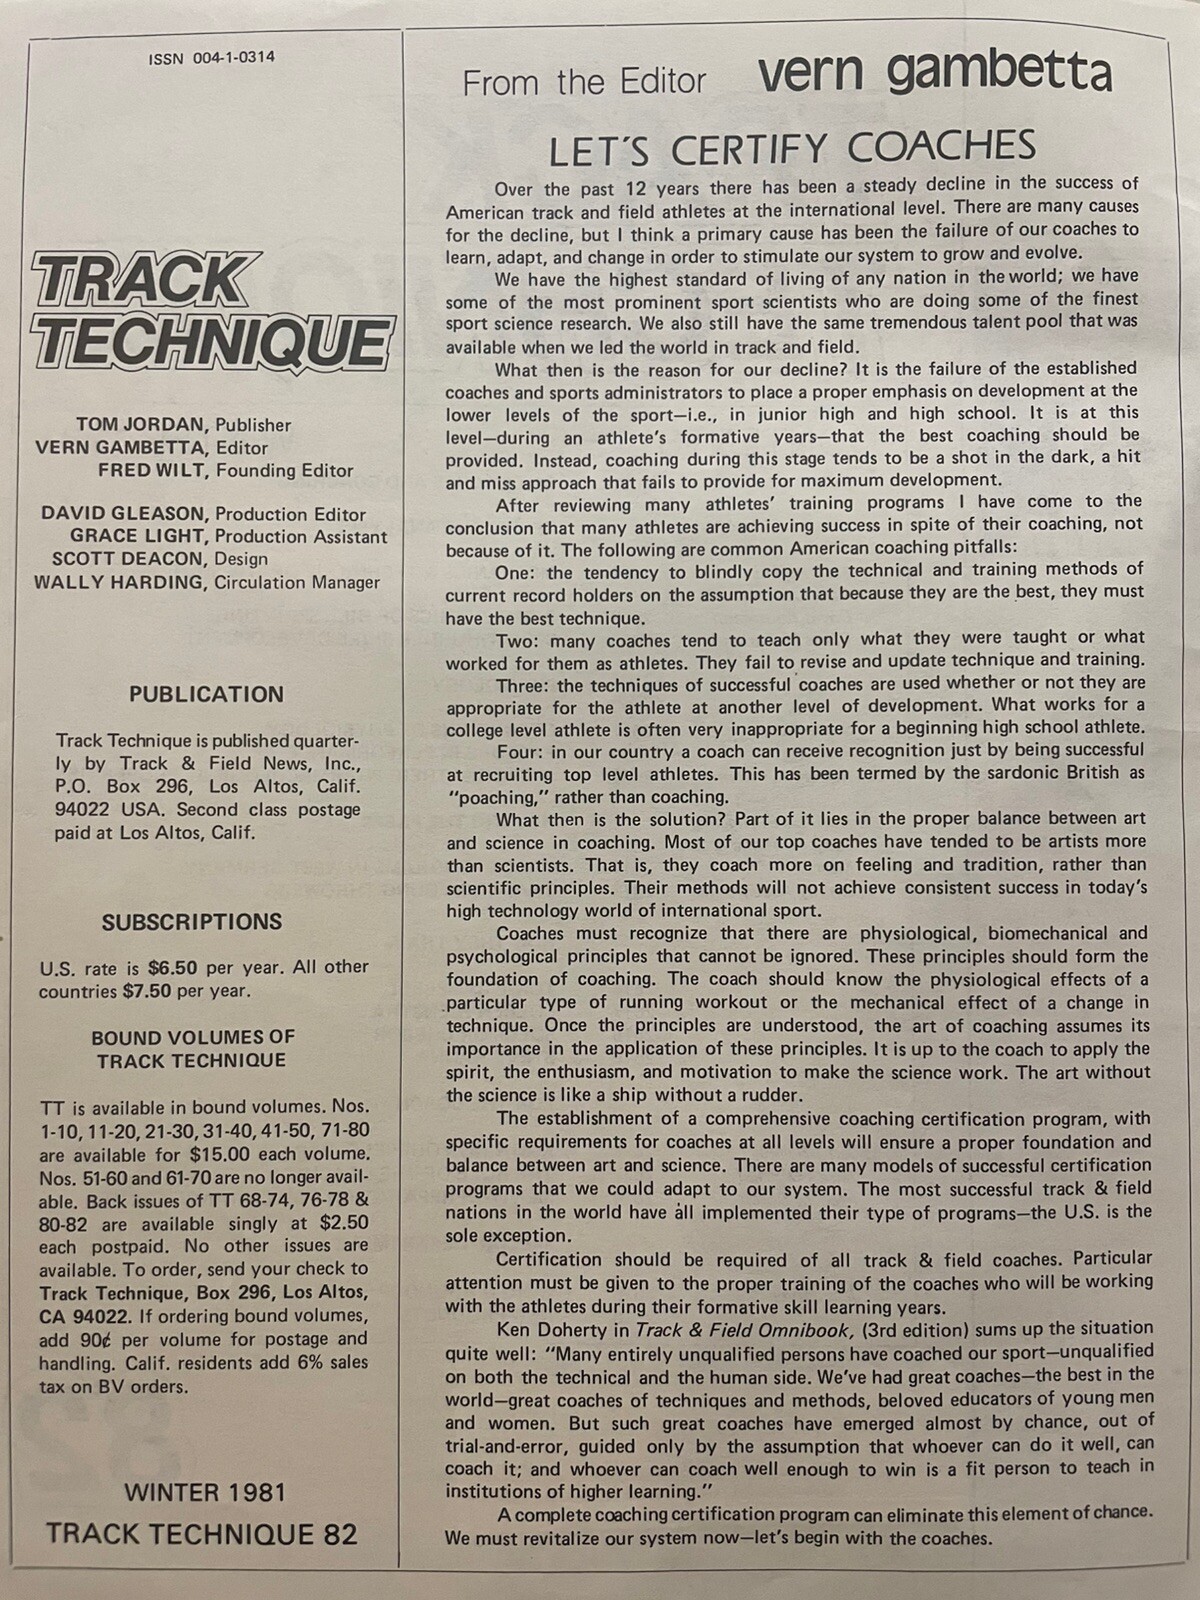 ISSN 004-1-0314
TRACK
TECHNIQUE
TOM JORDAN, Publisher
VERN GAMBETTA, Editor
FRED WILT, Founding Editor
DAVID GLEASON, Production Editor
GRACE LIGHT, Production Assistant
SCOTT DEACON, Design
WALLY HARDING, Circulation Manager
PUBLICATION
Track Technique is published quarter-
ly by Track & Field News, Inc.,
P.O. Box 296, Los Altos, Calif.
94022 USA. Second class postage
paid at Los Altos, Calif.
SUBSCRIPTIONS
U.S. rate is $6.50 per year. All other
countries $7.50 per year.
BOUND VOLUMES OF
TRACK TECHNIQUE
TT is available in bound volumes. Nos.
1-10, 11-20, 21-30, 31-40, 41-50, 71-80
are available for $15.00 each volume.
Nos. 51-60 and 61-70 are no longer avail-
able. Back issues of TT 68-74, 76-78 &
80-82 are available singly at $2.50
each postpaid. No other issues are
available. To order, send your check to
Track Technique, Box 296, Los Altos,
CA 94022. If ordering bound volumes,
add 90¢ per volume for postage and
handling. Calif. residents add 6% sales
tax on BV orders.
WINTER 1981
TRACK TECHNIQUE 82
From the Editor vern gambetta
LET'S CERTIFY COACHES
Over the past 12 years there has been a steady decline in the success of
American track and field athletes at the international level. There are many causes
for the decline, but I think a primary cause has been the failure of our coaches to
learn, adapt, and change in order to stimulate our system to grow and evolve.
We have the highest standard of living of any nation in the world; we have
some of the most prominent sport scientists who are doing some of the finest
sport science research. We also still have the same tremendous talent pool that was
available when we led the world in track and field.
What then is the reason for our decline? It is the failure of the established
coaches and sports administrators to place a proper emphasis on development at the
lower levels of the sport—i.e., in junior high and high school. It is at this
level—during an athlete's formative years—that the best coaching should be
provided. Instead, coaching during this stage tends to be a shot in the dark, a hit
and miss approach that fails to provide for maximum development.
After reviewing many athletes' training programs I have come to the
conclusion that many athletes are achieving success in spite of their coaching, not
because of it. The following are common American coaching pitfalls:
One: the tendency to blindly copy the technical and training methods of
current record holders on the assumption that because they are the best, they must
have the best technique.
Two: many coaches tend to teach only what they were taught or what
worked for them as athletes. They fail to revise and update technique and training.
Three: the techniques of successful coaches are used whether or not they are
appropriate for the athlete at another level of development. What works for a
college level athlete is often very inappropriate for a beginning high school athlete.
Four: in our country a coach can receive recognition just by being successful
at recruiting top level athletes. This has been termed by the sardonic British as
"poaching," rather than coaching.
What then is the solution? Part of it lies in the proper balance between art
and science in coaching. Most of our top coaches have tended to be artists more
than scientists. That is, they coach more on feeling and tradition, rather than
scientific principles. Their methods will not achieve consistent success in today's
high technology world of international sport.
Coaches must recognize that there are physiological, biomechanical and
psychological principles that cannot be ignored. These principles should form the
foundation of coaching. The coach should know the physiological effects of a
particular type of running workout or the mechanical effect of a change in
technique. Once the principles are understood, the art of coaching assumes its
importance in the application of these principles. It is up to the coach to apply the
spirit, the enthusiasm, and motivation to make the science work. The art without
the science is like a ship without a rudder.
The establishment of a comprehensive coaching certification program, with
specific requirements for coaches at all levels will ensure a proper foundation and
balance between art and science. There are many models of successful certification
programs that we could adapt to our system. The most successful track & field
nations in the world have all implemented their type of programs—the U.S. is the
sole exception.
Certification should be required of all track & field coaches. Particular
attention must be given to the proper training of the coaches who will be working
with the athletes during their formative skill learning years.
Ken Doherty in Track & Field Omnibook, (3rd edition) sums up the situation
quite well: "Many entirely unqualified persons have coached our sport—unqualified
on both the technical and the human side. We've had great coaches—the best in the
world—great coaches of techniques and methods, beloved educators of young men
and women. But such great coaches have emerged almost by chance, out of
trial-and-error, guided only by the assumption that whoever can do it well, can
coach it; and whoever can coach well enough to win is a fit person to teach in
institutions of higher learning."
A complete coaching certification program can eliminate this element of chance.
We must revitalize our system now—let's begin with the coaches.